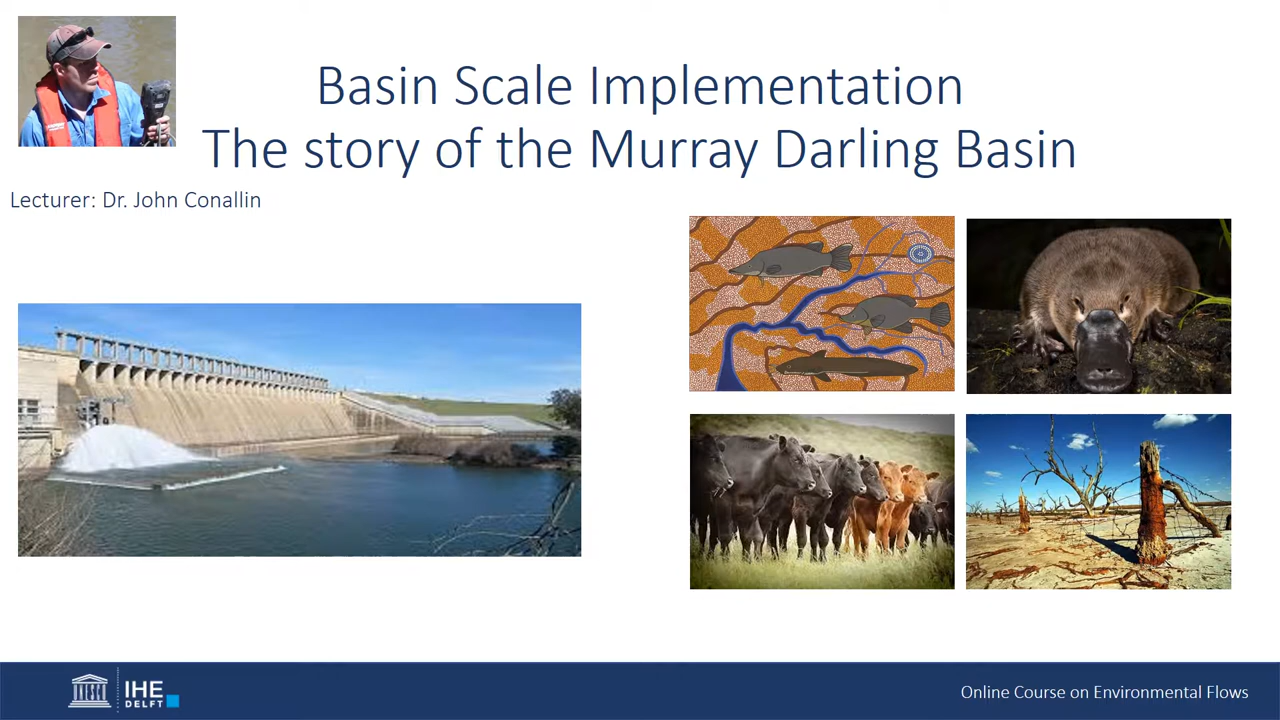 Basin Scale Implementation
The story of the Murray Darling Basin
Lecturer: Dr. John Conallin
UNESCO
IHE
DELFT
Online Course on Environmental Flows